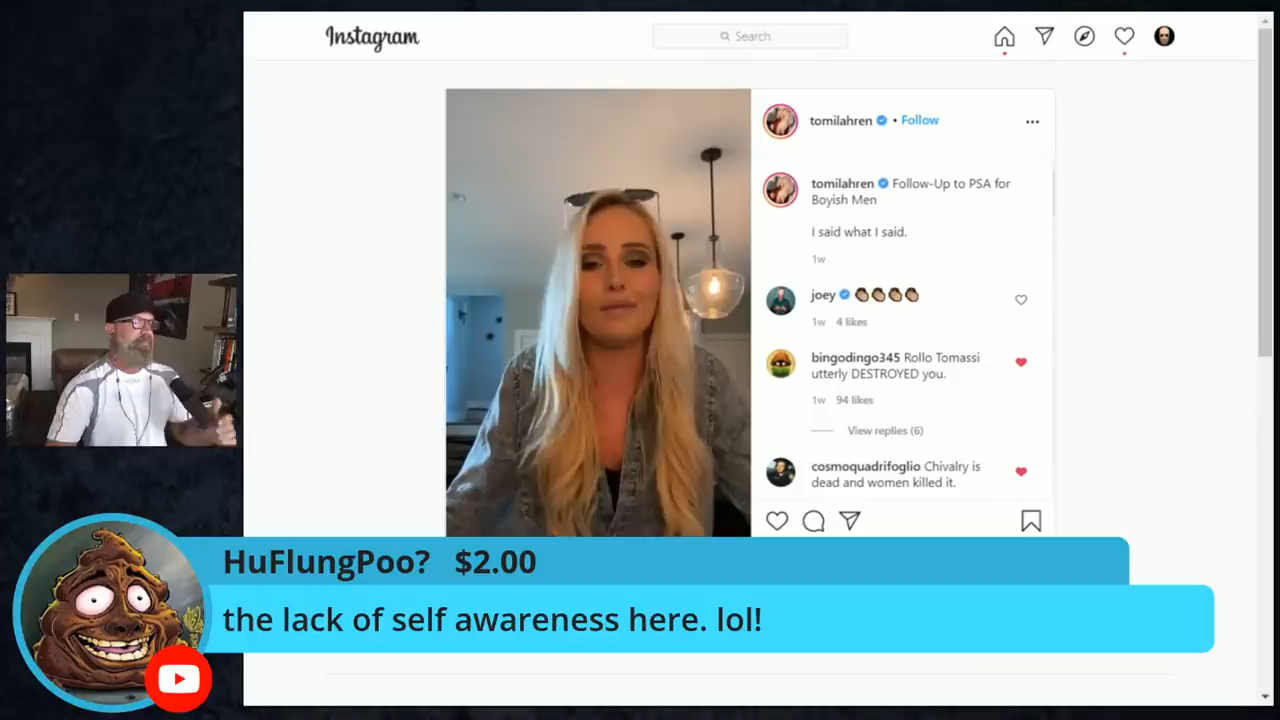 Instagram
Search
tomilahren • Follow
tomilahren Follow-Up to PSA for
Boyish Men
I said what I said.
1w
joey
1w 4 likes
bingodingo345 Rollo Tomassi
utterly DESTROYED you.
1w 94 likes
View replies (6)
cosmoquadrifoglio Chivalry is
dead and women killed it.
HuFlungPoo? $2.00
the lack of self awareness here. lol!